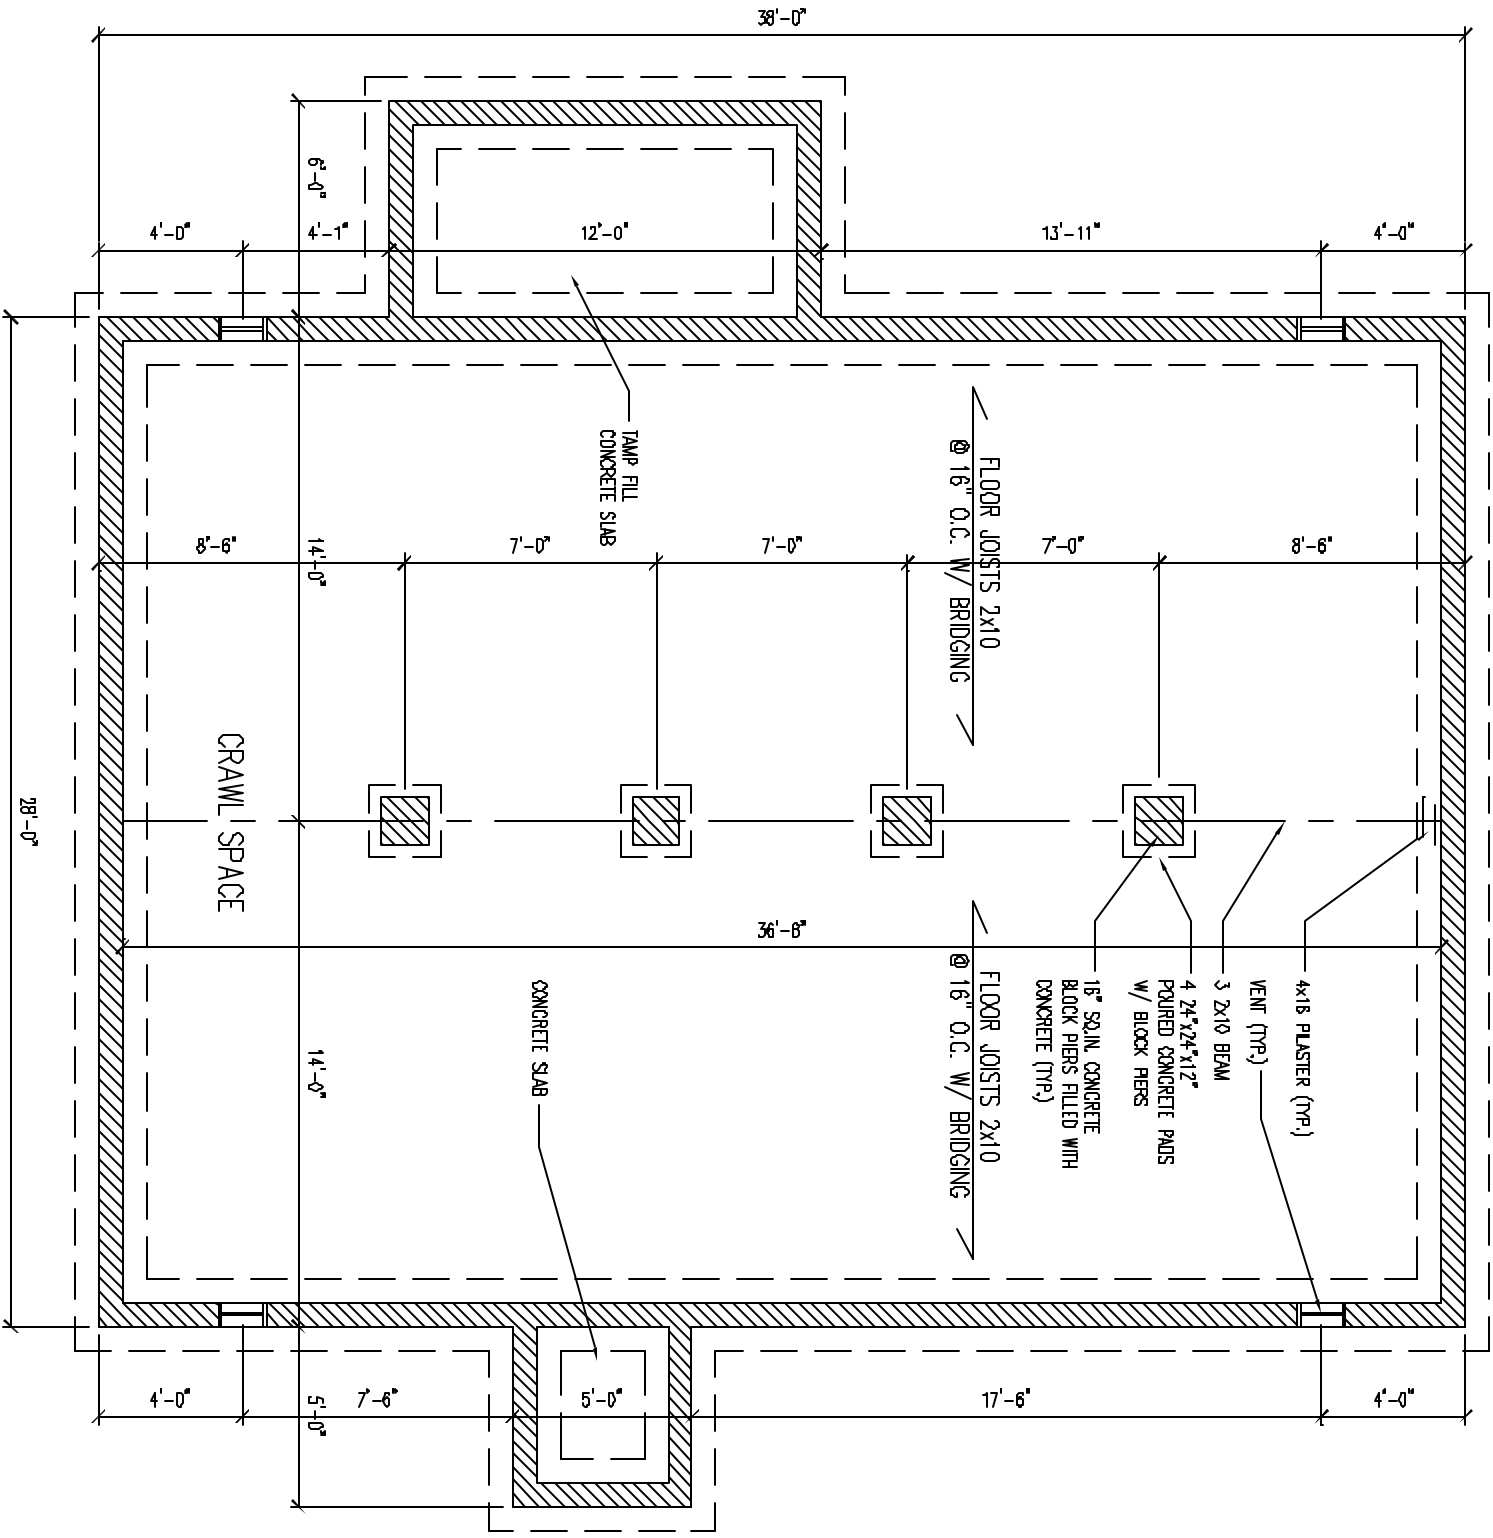 38'-0"
6'-0"
4'-0"
4'-1"
12'-0"
13'-11"
4'-0"
TAMP FILL
CONCRETE SLAB
FLOOR JOISTS 2x10
@ 16" O.C. W/ BRIDGING
8'-6"
14'-0"
7'-0"
7'-0"
7'-0"
8'-6"
28'-0"
CRAWL SPACE
36'-8"
4x16 PILASTER (TYP.)
VENT (TYP.)
3 2x10 BEAM
4 24"x24"x12"
POURED CONCRETE PADS
W/ BLOCK PIERS
16" SQ.IN. CONCRETE
BLOCK PIERS FILLED WITH
CONCRETE (TYP.)
FLOOR JOISTS 2x10
@ 16" O.C. W/ BRIDGING
CONCRETE SLAB
14'-0"
4'-0"
7'-6"
5'-0"
5'-0"
17'-6"
4'-0"